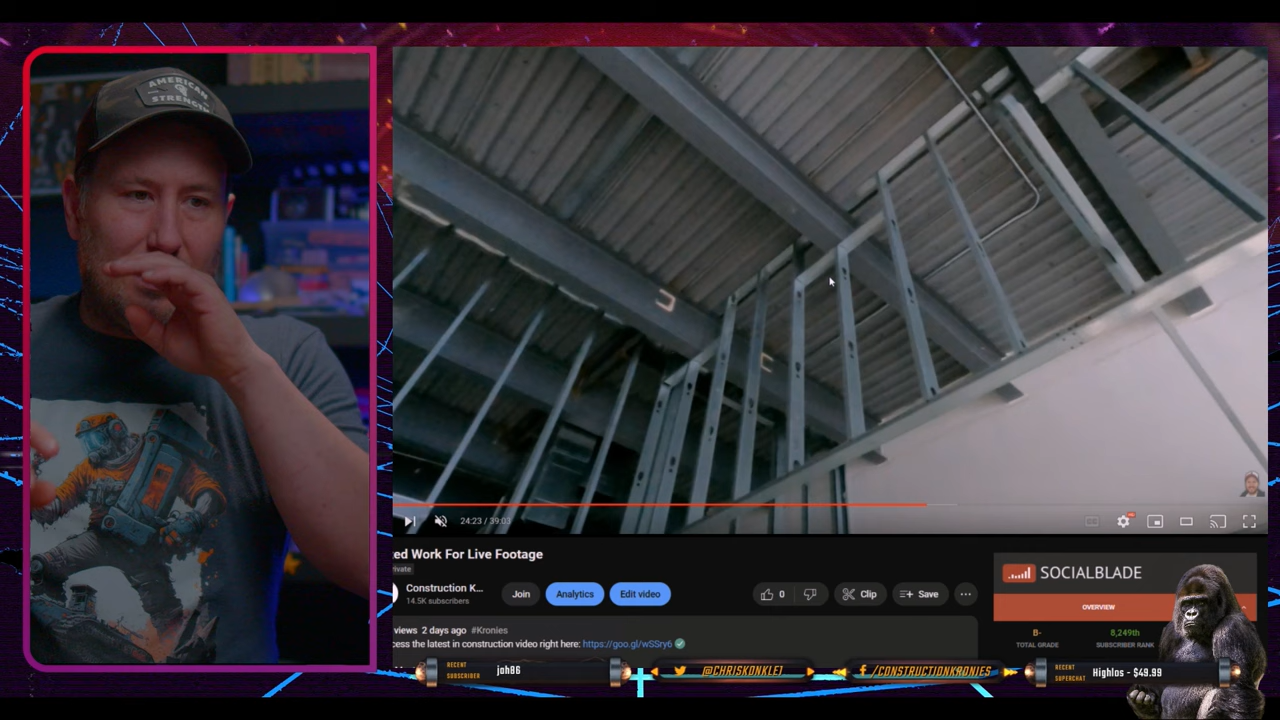 AMERICAN
STRENGTH
24:23 / 39:03
ed Work For Live Footage
ivate
Construction K...
14.5K subscribers
Join
Analytics
Edit video
0
Clip
Save
views 2 days ago #Kronies
cess the latest in construction video right here: https://goo.gl/wSSry6
SOCIALBLADE
OVERVIEW
B-
TOTAL GRADE
8,249th
SUBSCRIBER RANK
RECENT
SUBSCRIBER
jah86
@CHRISKONKLE1
/CONSTRUCTIONKRONIES
RECENT
SUPERCHAT
Highlos - $49.99